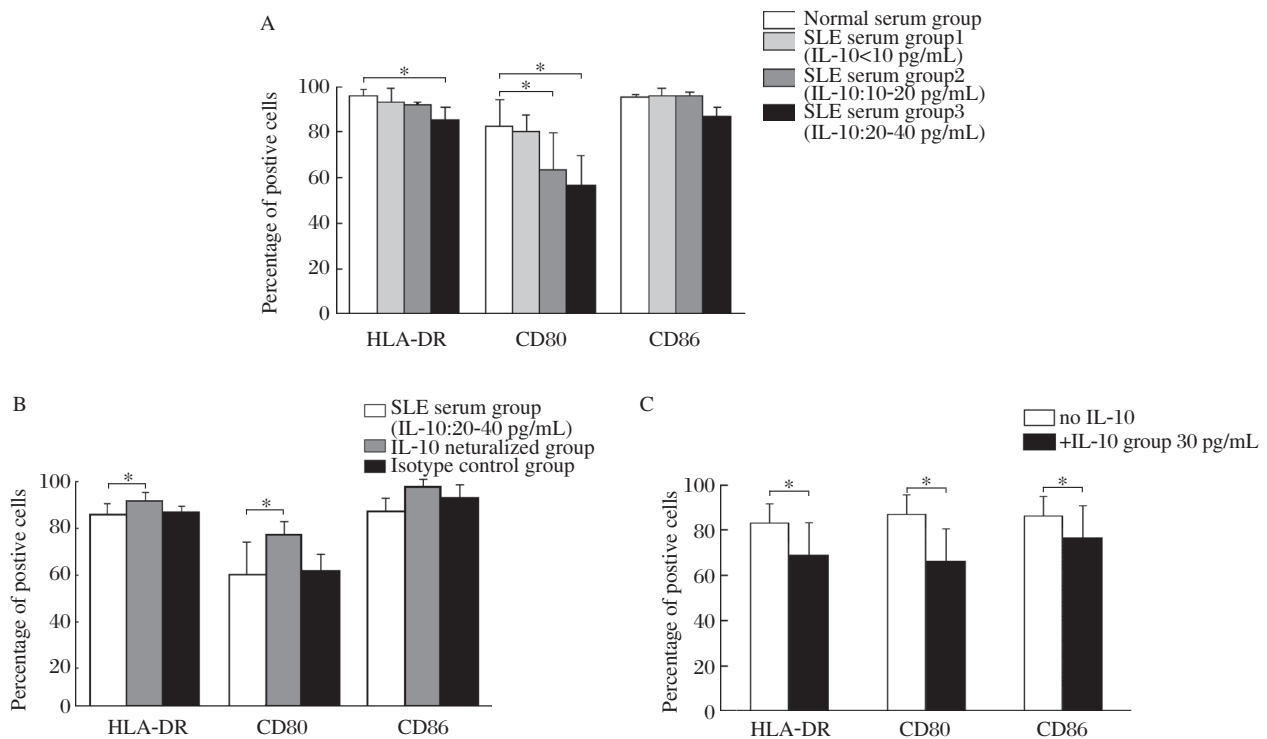 A
Normal serum group
SLE serum group1
(IL-10<10 pg/mL)
SLE serum group2
(IL-10:10-20 pg/mL)
SLE serum group3
(IL-10:20-40 pg/mL)
Percentage of postive cells
100
80
60
40
20
0
*
*
*
HLA-DR
CD80
CD86
B
SLE serum group
(IL-10:20-40 pg/mL)
IL-10 neturalized group
Isotype control group
Percentage of postive cells
100
80
60
40
20
0
*
*
HLA-DR
CD80
CD86
C
no IL-10
+IL-10 group 30 pg/mL
Percentage of postive cells
100
80
60
40
20
0
*
*
*
HLA-DR
CD80
CD86